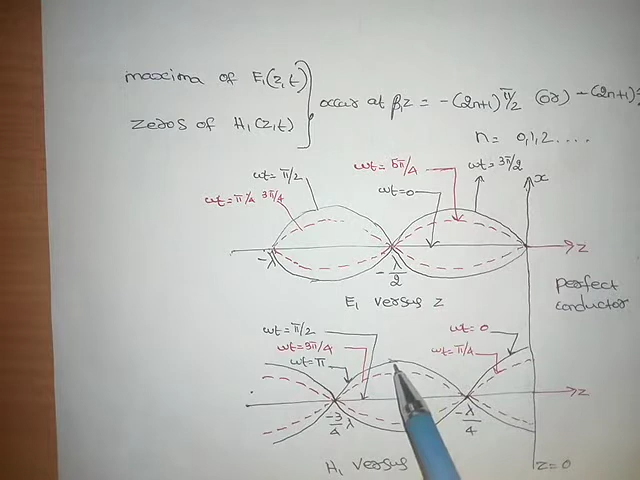 maxima of E₁(z,t)
zeros of H₁(z,t)
occur at β₁z = -(2n+1)π/2 (or) -(2n+1)
n = 0,1,2....
ωt = π/2
ωt=π/4 3π/4
ωt=5π/4
ωt=0
ωt=3π/2
x
z
-λ
-λ/2
E₁ versus z
perfect
conductor
ωt=π/2
ωt=3π/4
ωt=π
ωt=0
ωt=π/4
z
-3/4 λ
-λ/4
H₁ versus
z=0